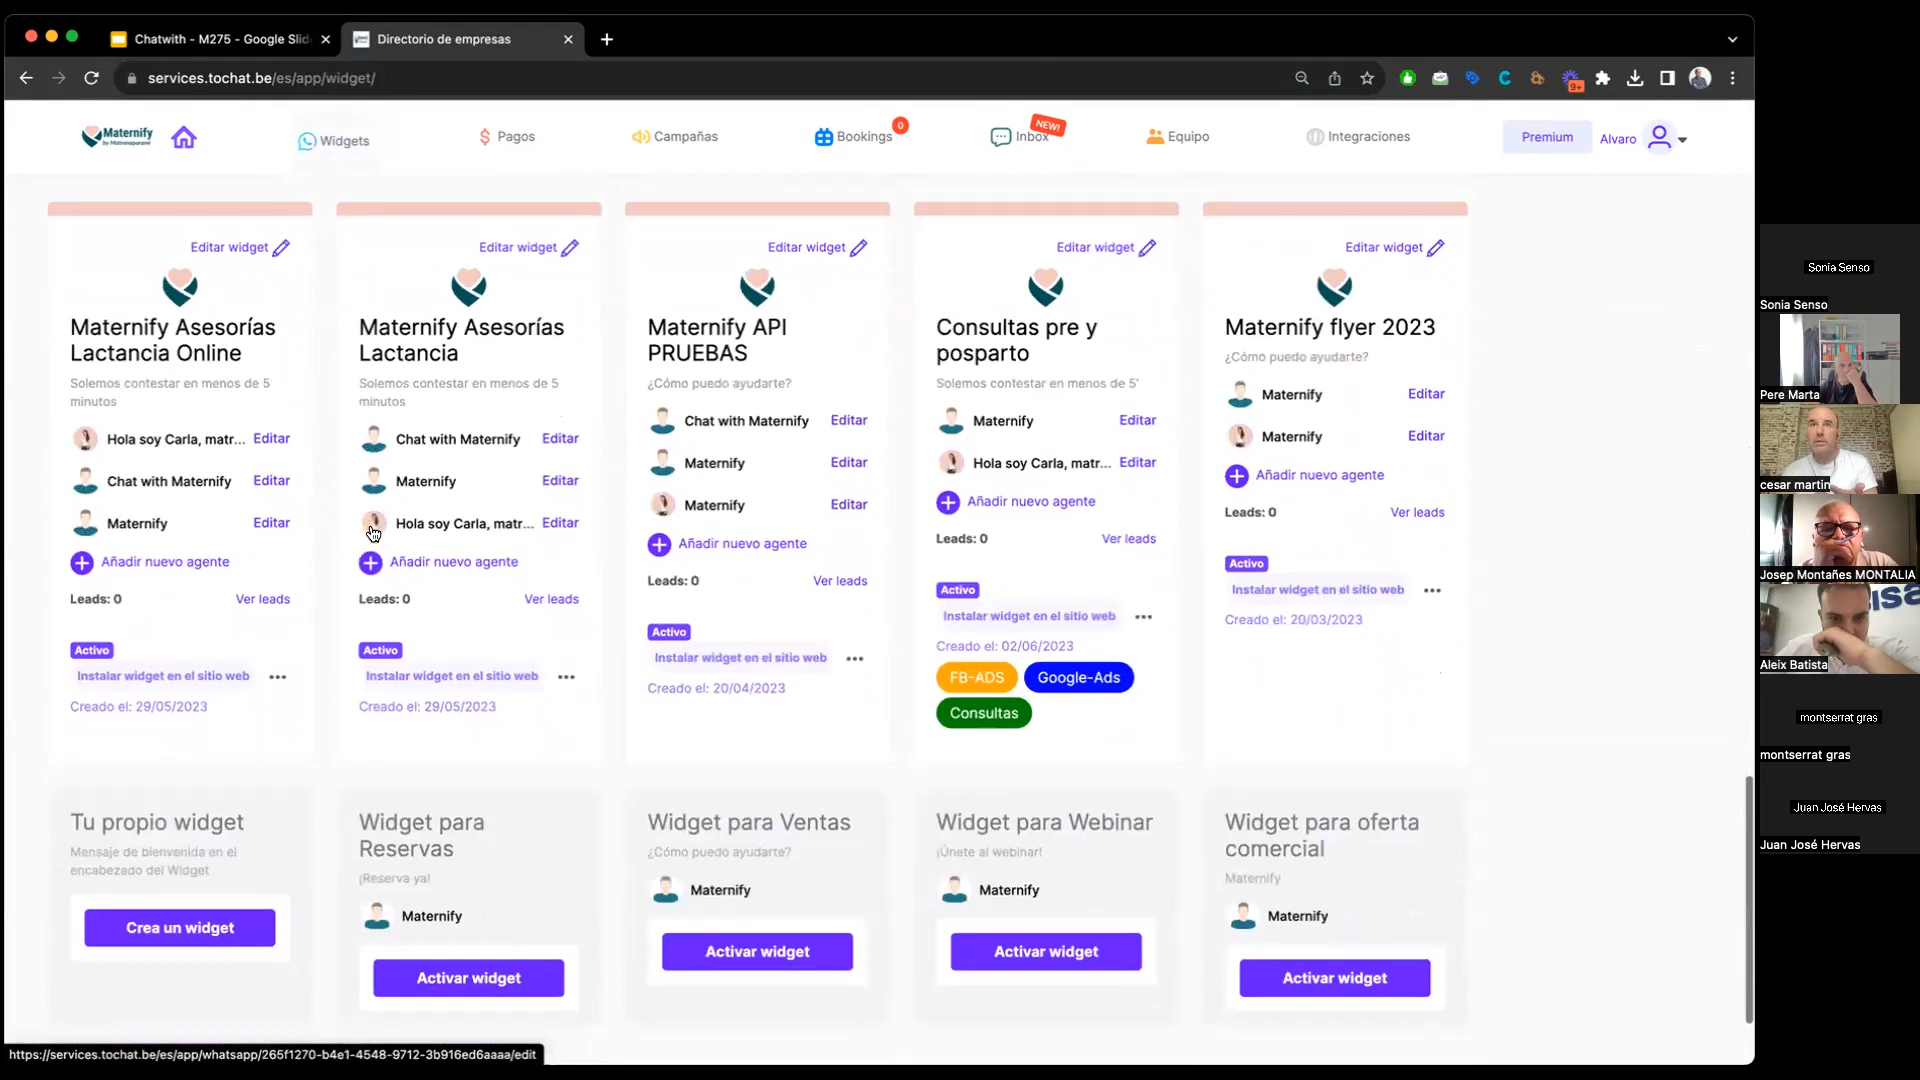 Chatwith - M275 - Google Slid
Directorio de empresas
services.tochat.be/es/app/widget/
9+
Maternify
by Matronaparami
Widgets
Pagos
Campañas
Bookings
0
Inbox
NEW!
Equipo
Integraciones
Premium
Alvaro
Editar widget
Maternify Asesorías
Lactancia Online
Solemos contestar en menos de 5
minutos
Hola soy Carla, matr... Editar
Chat with Maternify Editar
Maternify Editar
Añadir nuevo agente
Leads: 0 Ver leads
Activo
Instalar widget en el sitio web
Creado el: 29/05/2023
Editar widget
Maternify Asesorías
Lactancia
Solemos contestar en menos de 5
minutos
Chat with Maternify Editar
Maternify Editar
Hola soy Carla, matr... Editar
Añadir nuevo agente
Leads: 0 Ver leads
Activo
Instalar widget en el sitio web
Creado el: 29/05/2023
Editar widget
Maternify API
PRUEBAS
¿Cómo puedo ayudarte?
Chat with Maternify Editar
Maternify Editar
Maternify Editar
Añadir nuevo agente
Leads: 0 Ver leads
Activo
Instalar widget en el sitio web
Creado el: 20/04/2023
Editar widget
Consultas pre y
posparto
Solemos contestar en menos de 5'
Maternify Editar
Hola soy Carla, matr... Editar
Añadir nuevo agente
Leads: 0 Ver leads
Activo
Instalar widget en el sitio web
Creado el: 02/06/2023
FB-ADS Google-Ads
Consultas
Editar widget
Maternify flyer 2023
¿Cómo puedo ayudarte?
Maternify Editar
Maternify Editar
Añadir nuevo agente
Leads: 0 Ver leads
Activo
Instalar widget en el sitio web
Creado el: 20/03/2023
Tu propio widget
Mensaje de bienvenida en el
encabezado del Widget
Crea un widget
Widget para
Reservas
¡Reserva ya!
Maternify
Activar widget
Widget para Ventas
¿Cómo puedo ayudarte?
Maternify
Activar widget
Widget para Webinar
¡Únete al webinar!
Maternify
Activar widget
Widget para oferta
comercial
Maternify
Maternify
Activar widget
https://services.tochat.be/es/app/whatsapp/265f1270-b4e1-4548-9712-3b916ed6aaaa/edit
Sonia Senso
Sonia Senso
Pere Marta
cesar martin
Josep Montañes MONTALIA
Aleix Batista
montserrat gras
montserrat gras
Juan José Hervas
Juan José Hervas